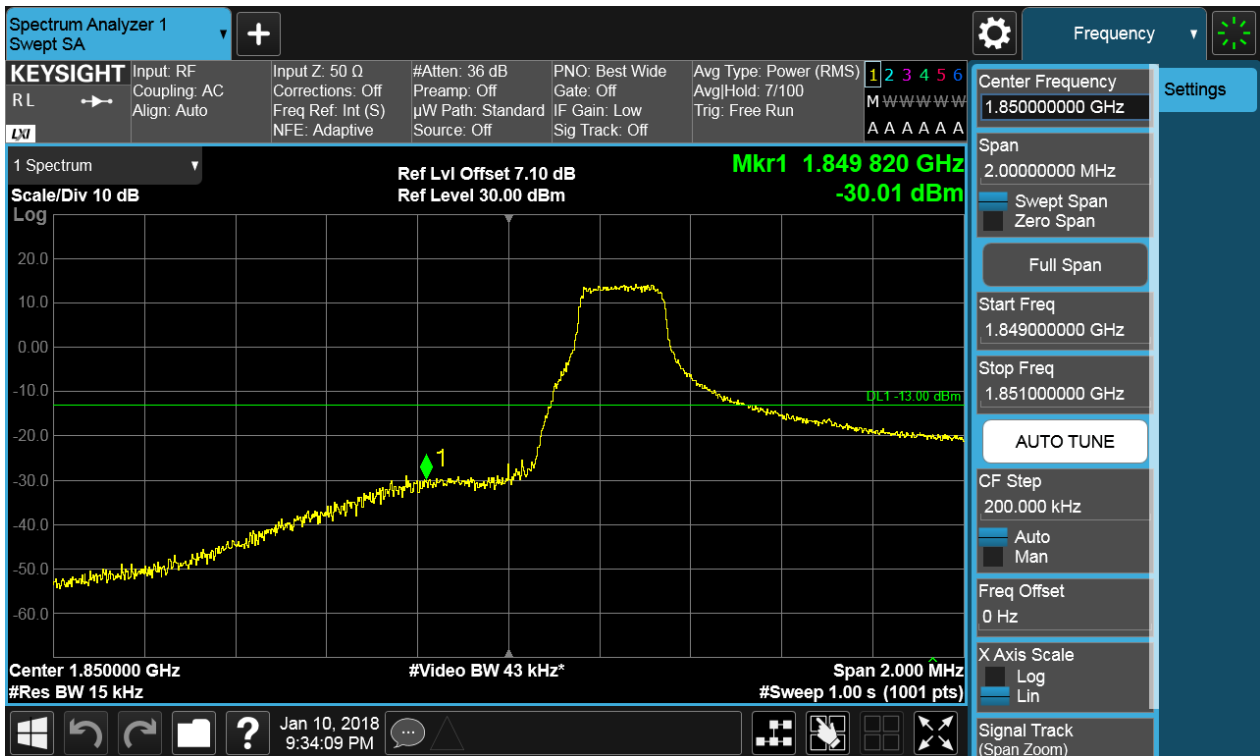 Spectrum Analyzer 1
Swept SA
Frequency
KEYSIGHT
R L
LXI
Input: RF
Coupling: AC
Align: Auto
Input Z: 50 Ω
Corrections: Off
Freq Ref: Int (S)
NFE: Adaptive
#Atten: 36 dB
Preamp: Off
µW Path: Standard
Source: Off
PNO: Best Wide
Gate: Off
IF Gain: Low
Sig Track: Off
Avg Type: Power (RMS)
Avg|Hold: 7/100
Trig: Free Run
1 2 3 4 5 6
M W W W W W
A A A A A A
1 Spectrum
Scale/Div 10 dB
Ref Lvl Offset 7.10 dB
Ref Level 30.00 dBm
Mkr1 1.849 820 GHz
-30.01 dBm
Log
20.0
10.0
0.00
-10.0
-20.0
-30.0
-40.0
-50.0
-60.0
DL1 -13.00 dBm
1
Center 1.850000 GHz
#Res BW 15 kHz
#Video BW 43 kHz*
Span 2.000 MHz
#Sweep 1.00 s (1001 pts)
Jan 10, 2018
9:34:09 PM
Center Frequency
1.850000000 GHz
Settings
Span
2.00000000 MHz
Swept Span
Zero Span
Full Span
Start Freq
1.849000000 GHz
Stop Freq
1.851000000 GHz
AUTO TUNE
CF Step
200.000 kHz
Auto
Man
Freq Offset
0 Hz
X Axis Scale
Log
Lin
Signal Track
(Span Zoom)